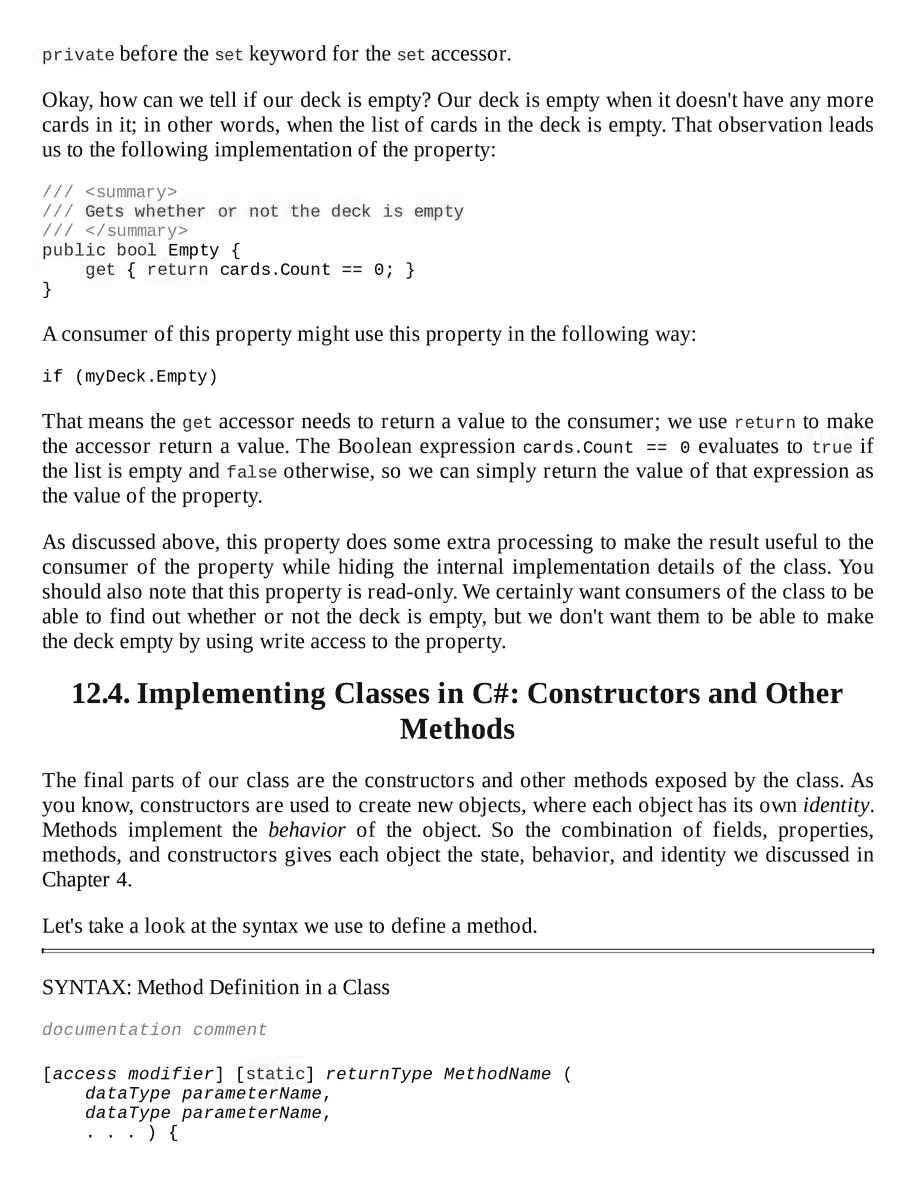 private before the set keyword for the set accessor.
Okay, how can we tell if our deck is empty? Our deck is empty when it doesn't have any more
cards in it; in other words, when the list of cards in the deck is empty. That observation leads
us to the following implementation of the property:
/// <summary>
/// Gets whether or not the deck is empty
/// </summary>
public bool Empty {
    get { return cards.Count == 0; }
}
A consumer of this property might use this property in the following way:
if (myDeck.Empty)
That means the get accessor needs to return a value to the consumer; we use return to make
the accessor return a value. The Boolean expression cards.Count == 0 evaluates to true if
the list is empty and false otherwise, so we can simply return the value of that expression as
the value of the property.
As discussed above, this property does some extra processing to make the result useful to the
consumer of the property while hiding the internal implementation details of the class. You
should also note that this property is read-only. We certainly want consumers of the class to be
able to find out whether or not the deck is empty, but we don't want them to be able to make
the deck empty by using write access to the property.
12.4. Implementing Classes in C#: Constructors and Other
Methods
The final parts of our class are the constructors and other methods exposed by the class. As
you know, constructors are used to create new objects, where each object has its own identity.
Methods implement the behavior of the object. So the combination of fields, properties,
methods, and constructors gives each object the state, behavior, and identity we discussed in
Chapter 4.
Let's take a look at the syntax we use to define a method.
SYNTAX: Method Definition in a Class
documentation comment
[access modifier] [static] returnType MethodName (
    dataType parameterName,
    dataType parameterName,
    . . . ) {